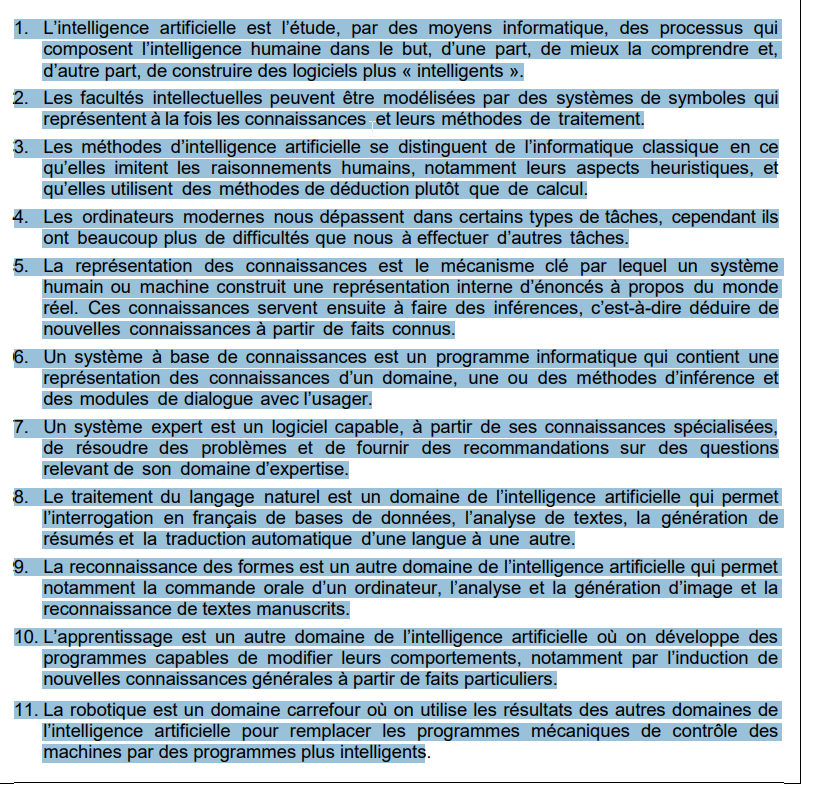 1. L’intelligence artificielle est l’étude, par des moyens informatique, des processus qui
composent l’intelligence humaine dans le but, d’une part, de mieux la comprendre et,
d’autre part, de construire des logiciels plus « intelligents ».
2. Les facultés intellectuelles peuvent être modélisées par des systèmes de symboles qui
représentent à la fois les connaissances et leurs méthodes de traitement.
3. Les méthodes d’intelligence artificielle se distinguent de l’informatique classique en ce
qu’elles imitent les raisonnements humains, notamment leurs aspects heuristiques, et
qu’elles utilisent des méthodes de déduction plutôt que de calcul.
4. Les ordinateurs modernes nous dépassent dans certains types de tâches, cependant ils
ont beaucoup plus de difficultés que nous à effectuer d’autres tâches.
5. La représentation des connaissances est le mécanisme clé par lequel un système
humain ou machine construit une représentation interne d’énoncés à propos du monde
réel. Ces connaissances servent ensuite à faire des inférences, c’est-à-dire déduire de
nouvelles connaissances à partir de faits connus.
6. Un système à base de connaissances est un programme informatique qui contient une
représentation des connaissances d’un domaine, une ou des méthodes d’inférence et
des modules de dialogue avec l’usager.
7. Un système expert est un logiciel capable, à partir de ses connaissances spécialisées,
de résoudre des problèmes et de fournir des recommandations sur des questions
relevant de son domaine d’expertise.
8. Le traitement du langage naturel est un domaine de l’intelligence artificielle qui permet
l’interrogation en français de bases de données, l’analyse de textes, la génération de
résumés et la traduction automatique d’une langue à une autre.
9. La reconnaissance des formes est un autre domaine de l’intelligence artificielle qui permet
notamment la commande orale d’un ordinateur, l’analyse et la génération d’image et la
reconnaissance de textes manuscrits.
10. L’apprentissage est un autre domaine de l’intelligence artificielle où on développe des
programmes capables de modifier leurs comportements, notamment par l’induction de
nouvelles connaissances générales à partir de faits particuliers.
11. La robotique est un domaine carrefour où on utilise les résultats des autres domaines de
l’intelligence artificielle pour remplacer les programmes mécaniques de contrôle des
machines par des programmes plus intelligents.